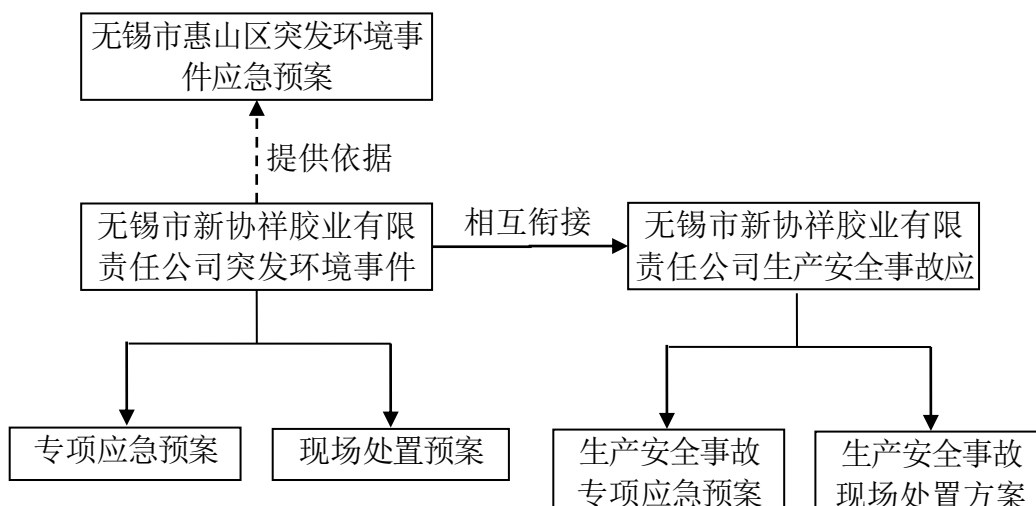 无锡市惠山区突发环境事
件应急预案
提供依据
无锡市新协祥胶业有限
责任公司突发环境事件
相互衔接
无锡市新协祥胶业有限
责任公司生产安全事故应
专项应急预案
现场处置预案
生产安全事故
专项应急预案
生产安全事故
现场处置方案